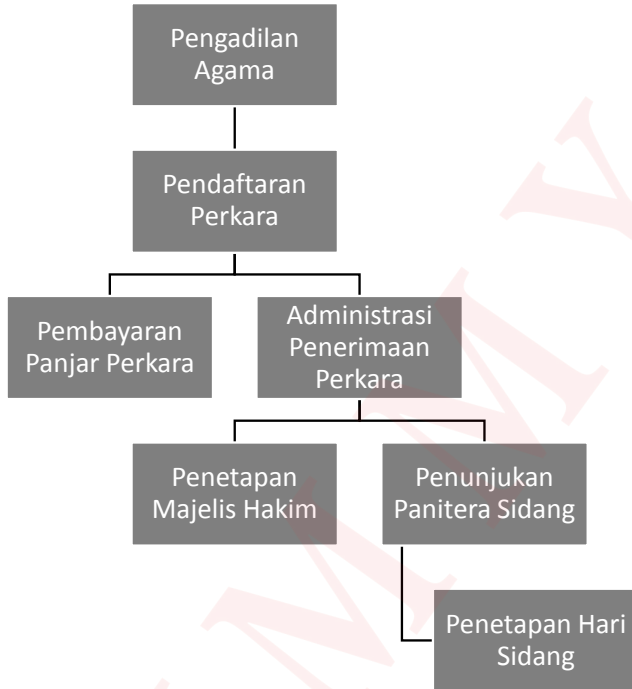 Pengadilan
Agama
Pendaftaran
Perkara
Pembayaran
Panjar Perkara
Administrasi
Penerimaan
Perkara
Penetapan
Majelis Hakim
Penunjukan
Panitera Sidang
Penetapan Hari
Sidang